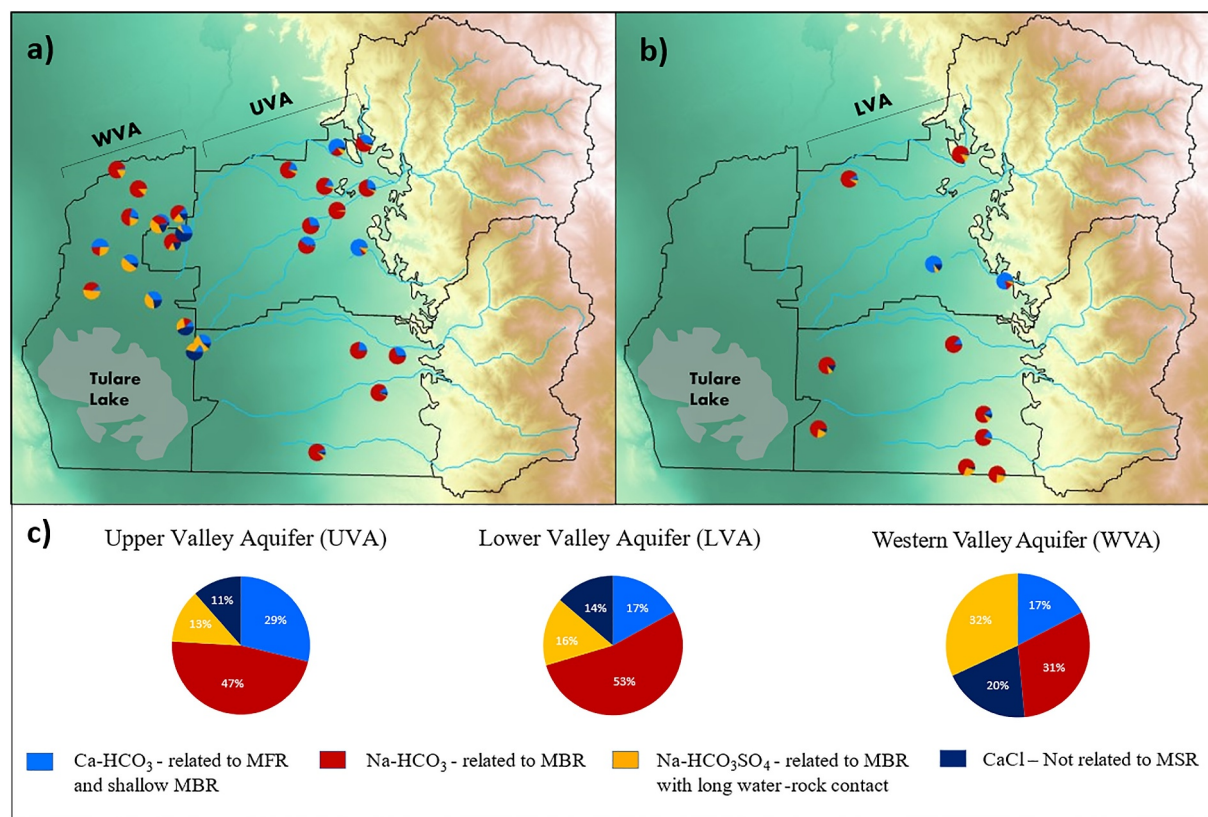 a)
WVA
UVA
Tulare
Lake
b)
LVA
Tulare
Lake
c)
Upper Valley Aquifer (UVA)
Lower Valley Aquifer (LVA)
Western Valley Aquifer (WVA)
11%
29%
13%
47%
14%
17%
16%
53%
32%
17%
20%
31%
Ca-HCO₃ - related to MFR
and shallow MBR
Na-HCO₃ - related to MBR
Na-HCO₃SO₄ - related to MBR
with long water-rock contact
CaCl – Not related to MSR